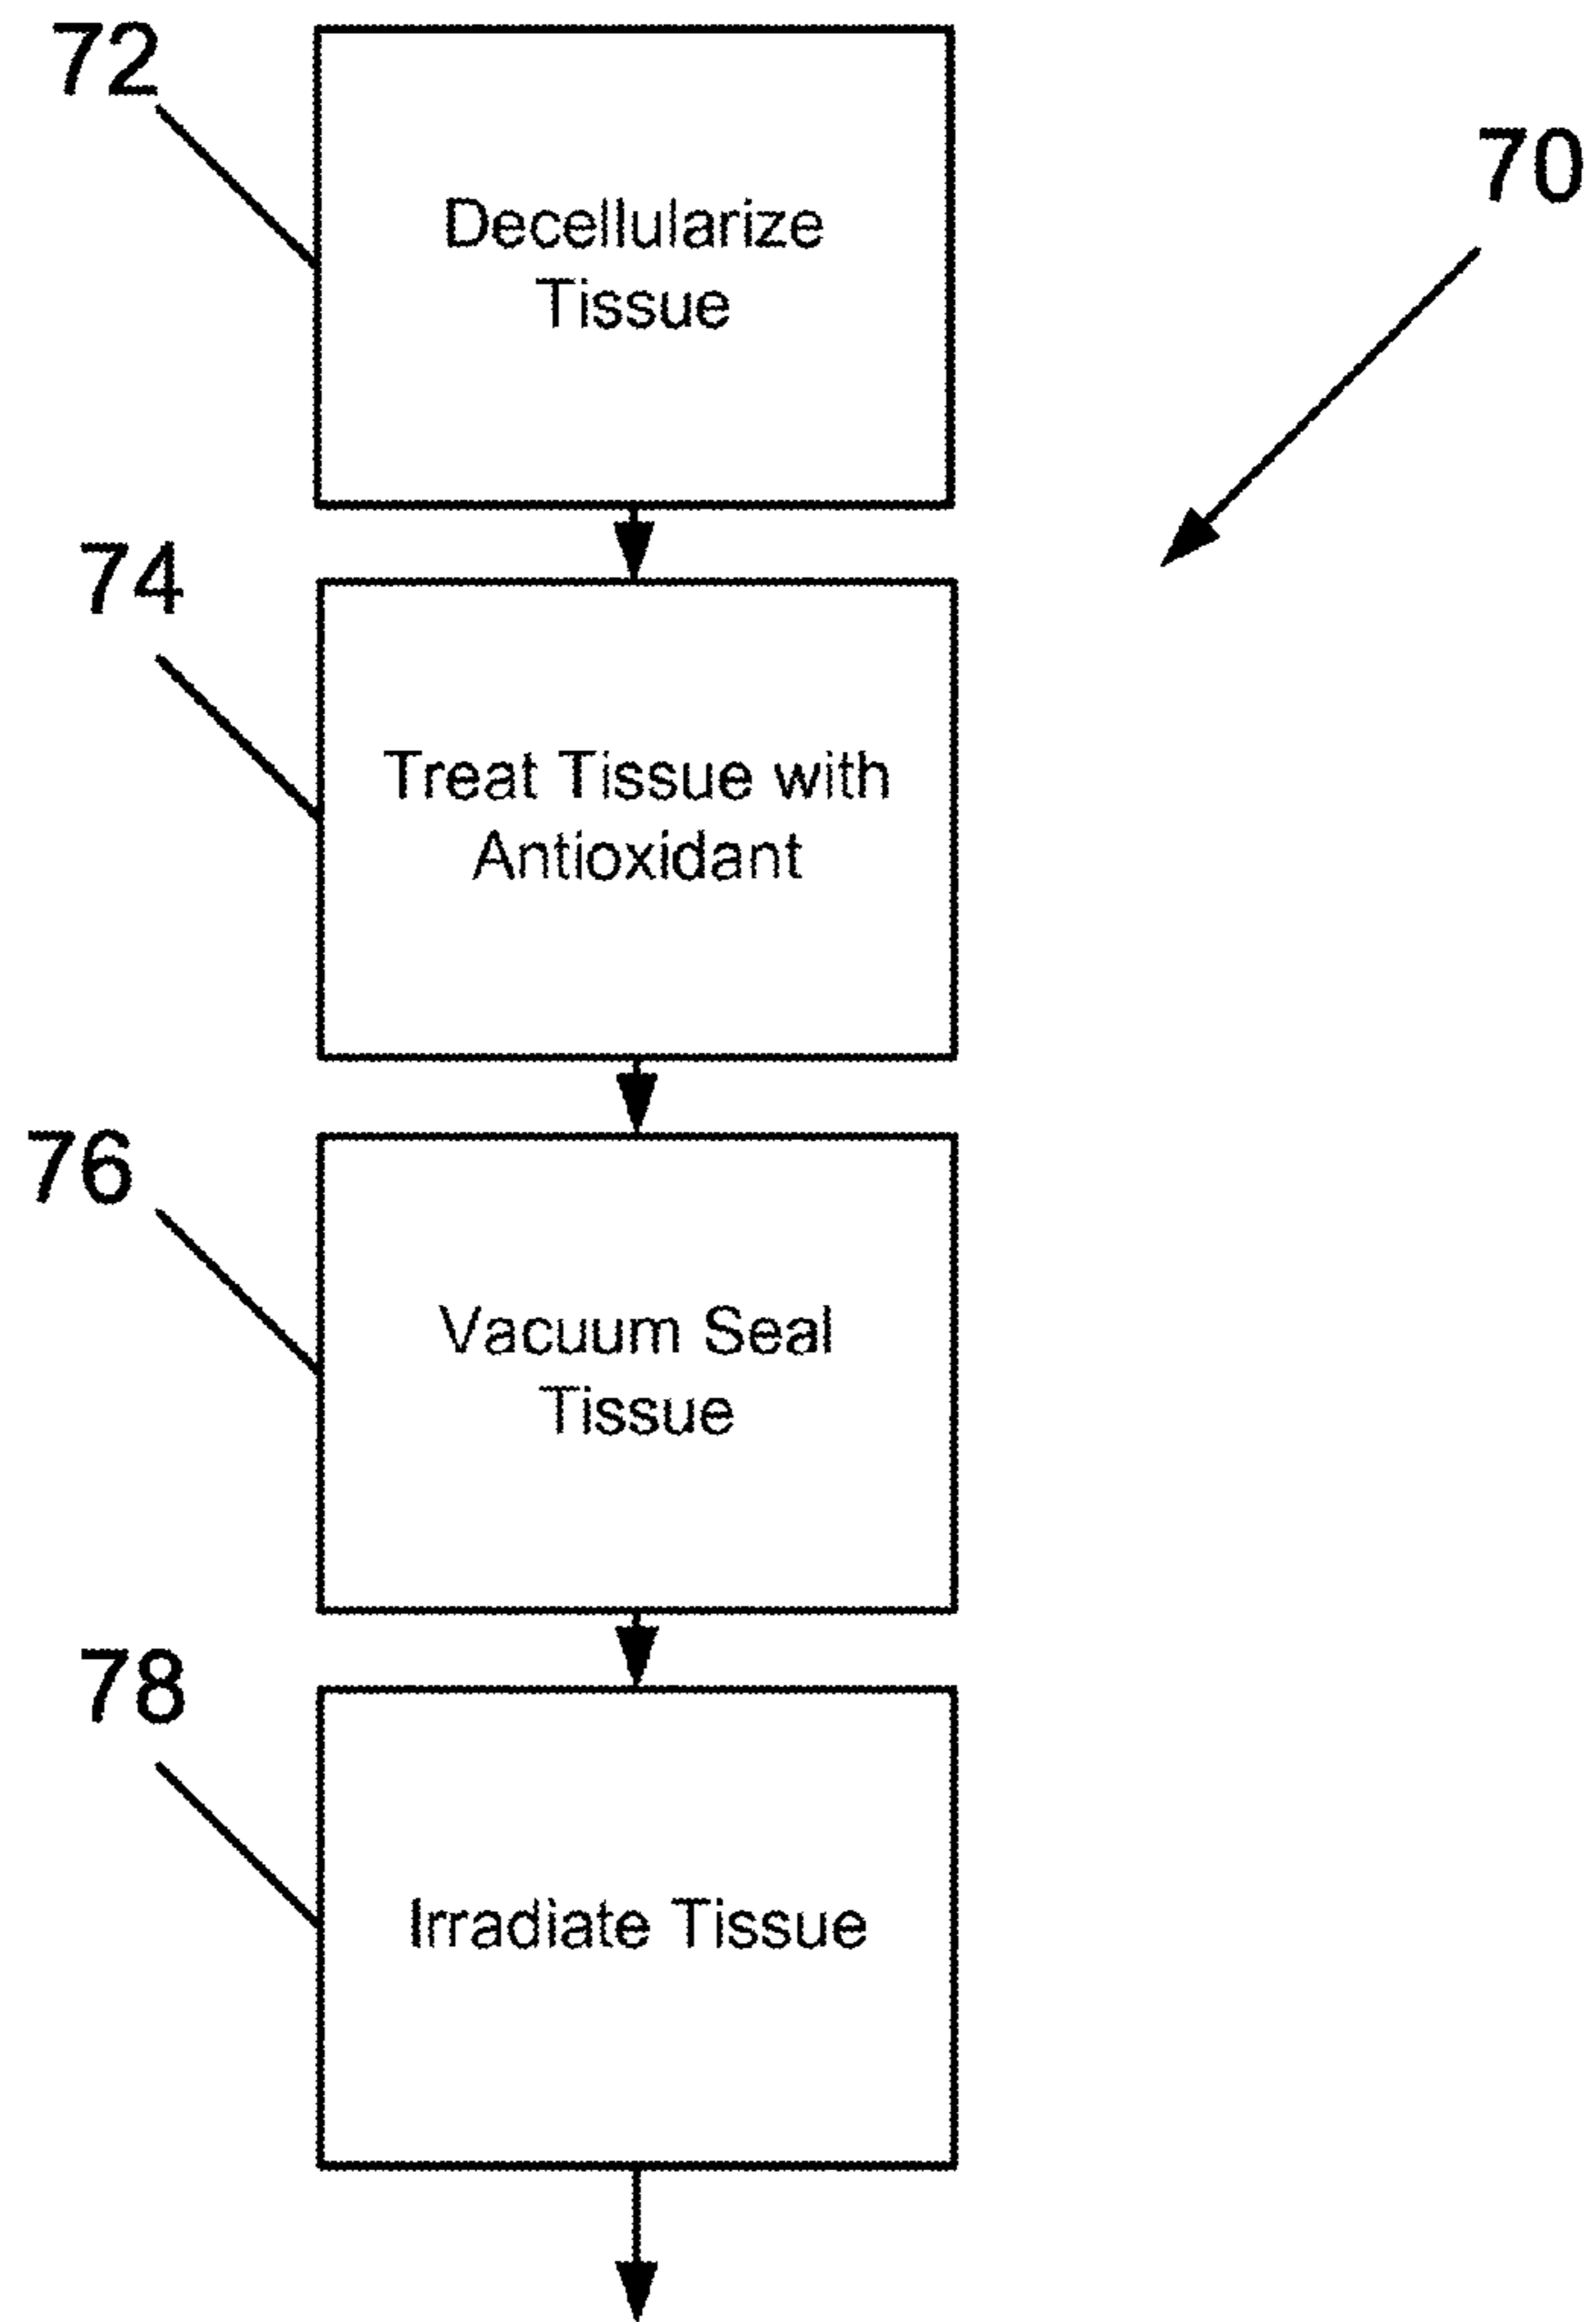 72
70
Decellularize
Tissue
74
Treat Tissue with
Antioxidant
76
Vacuum Seal
Tissue
78
Irradiate Tissue